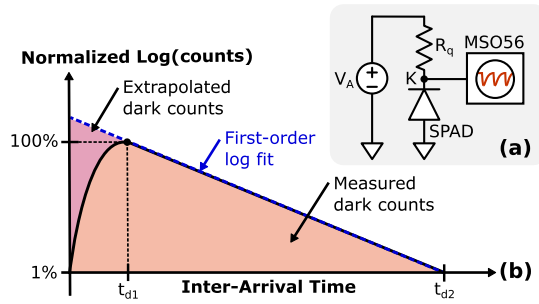 Normalized Log(counts)
Extrapolated
dark counts
First-order
log fit
Measured
dark counts
100%
1%
t_d1
Inter-Arrival Time
t_d2
(b)
V_A
R_q
K
MSO56
SPAD
(a)